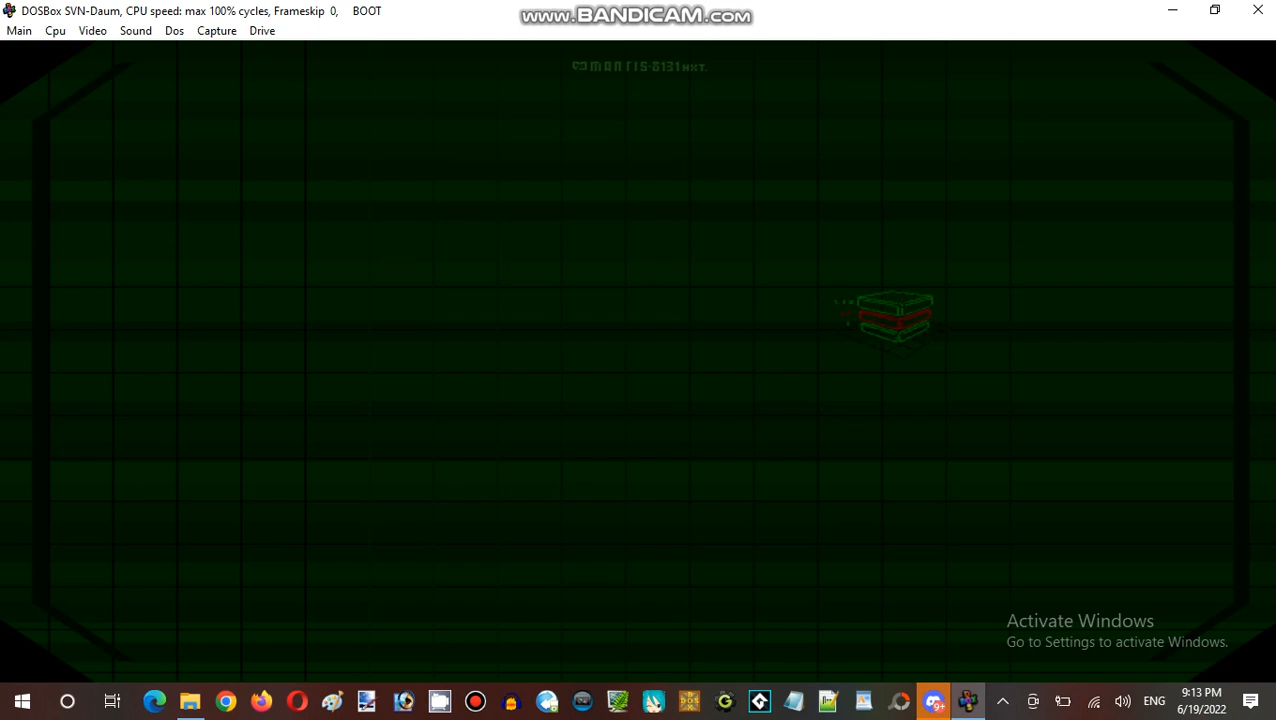 DOSBox SVN-Daum, CPU speed: max 100% cycles, Frameskip 0, BOOT
www.BANDICAM.com
Main Cpu Video Sound Dos Capture Drive
Activate Windows
Go to Settings to activate Windows.
ENG
9:13 PM
6/19/2022